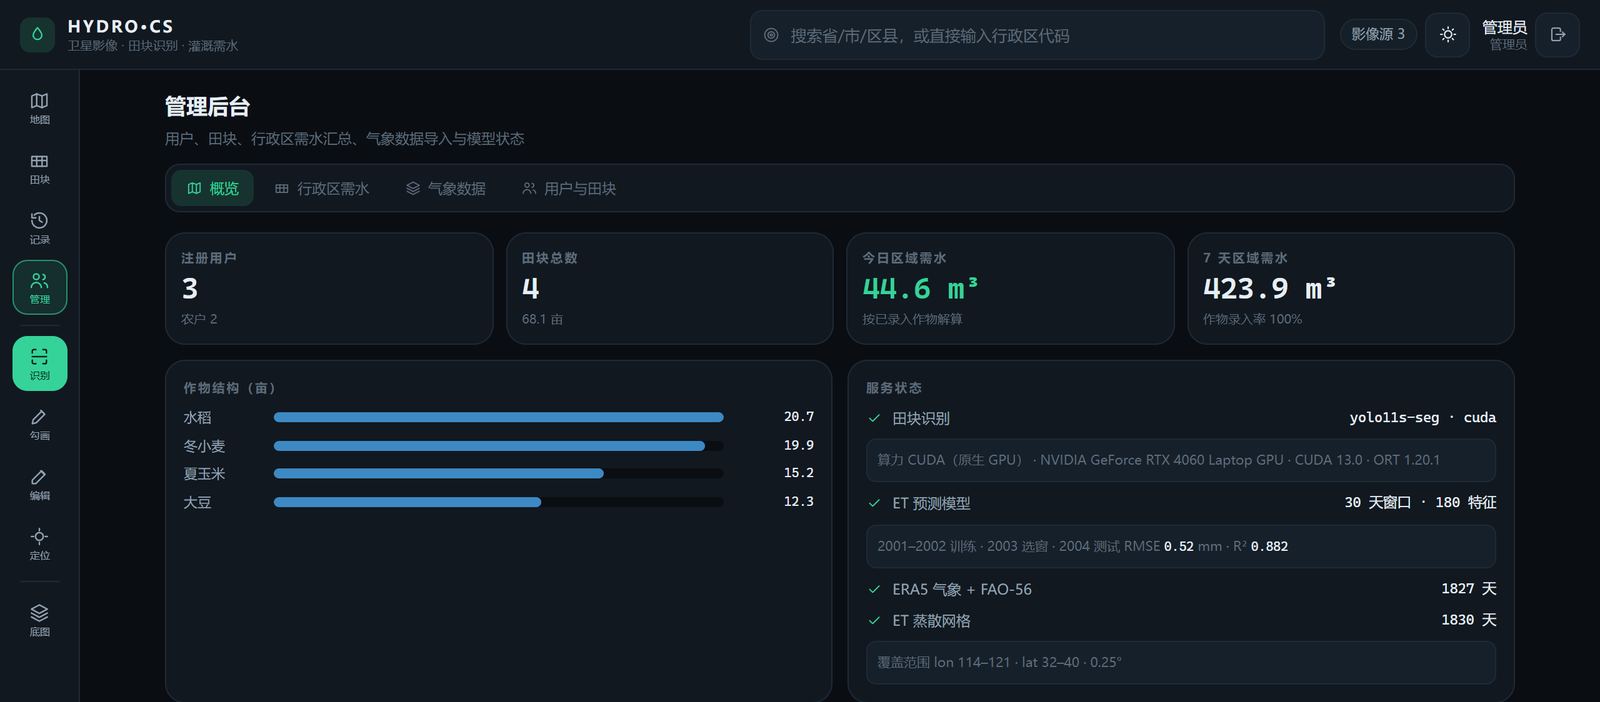 HYDRO•CS
卫星影像 · 田块识别 · 灌溉需水
搜索省/市/区县，或直接输入行政区代码
影像源 3
管理员
管理员
地图
田块
记录
管理
识别
勾画
编辑
定位
底图
管理后台
用户、田块、行政区需水汇总、气象数据导入与模型状态
概览
行政区需水
气象数据
用户与田块
注册用户
3
农户 2
田块总数
4
68.1 亩
今日区域需水
44.6 m³
按已录入作物解算
7 天区域需水
423.9 m³
作物录入率 100%
作物结构（亩）
水稻 20.7
冬小麦 19.9
夏玉米 15.2
大豆 12.3
服务状态
田块识别 yolo11s-seg · cuda
算力 CUDA（原生 GPU） · NVIDIA GeForce RTX 4060 Laptop GPU · CUDA 13.0 · ORT 1.20.1
ET 预测模型 30 天窗口 · 180 特征
2001–2002 训练 · 2003 选窗 · 2004 测试 RMSE 0.52 mm · R² 0.882
ERA5 气象 + FAO-56 1827 天
ET 蒸散网格 1830 天
覆盖范围 lon 114–121 · lat 32–40 · 0.25°